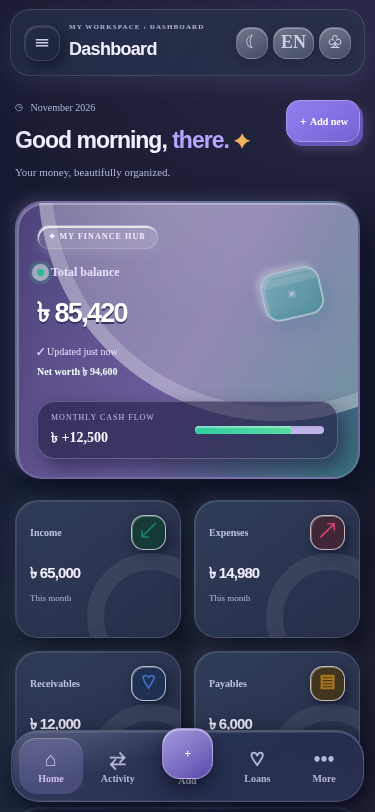 MY WORKSPACE › DASHBOARD
Dashboard
EN
November 2026
Good morning, there.
+ Add new
Your money, beautifully organized.
MY FINANCE HUB
Total balance
৳ 85,420
✓ Updated just now
Net worth ৳ 94,600
MONTHLY CASH FLOW
৳ +12,500
Income
৳ 65,000
This month
Expenses
৳ 14,980
This month
Receivables
৳ 12,000
Payables
৳ 6,000
+
Home
Activity
Add
Loans
More